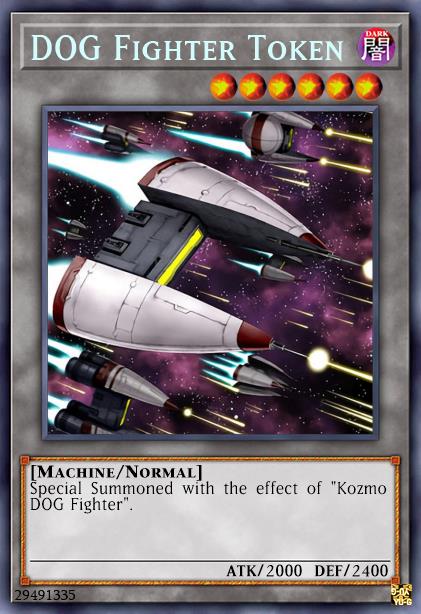 DOG Fighter Token
DARK
闇
[Machine/Normal]
Special Summoned with the effect of "Kozmo
DOG Fighter".
ATK/2000 DEF/2400
29491335